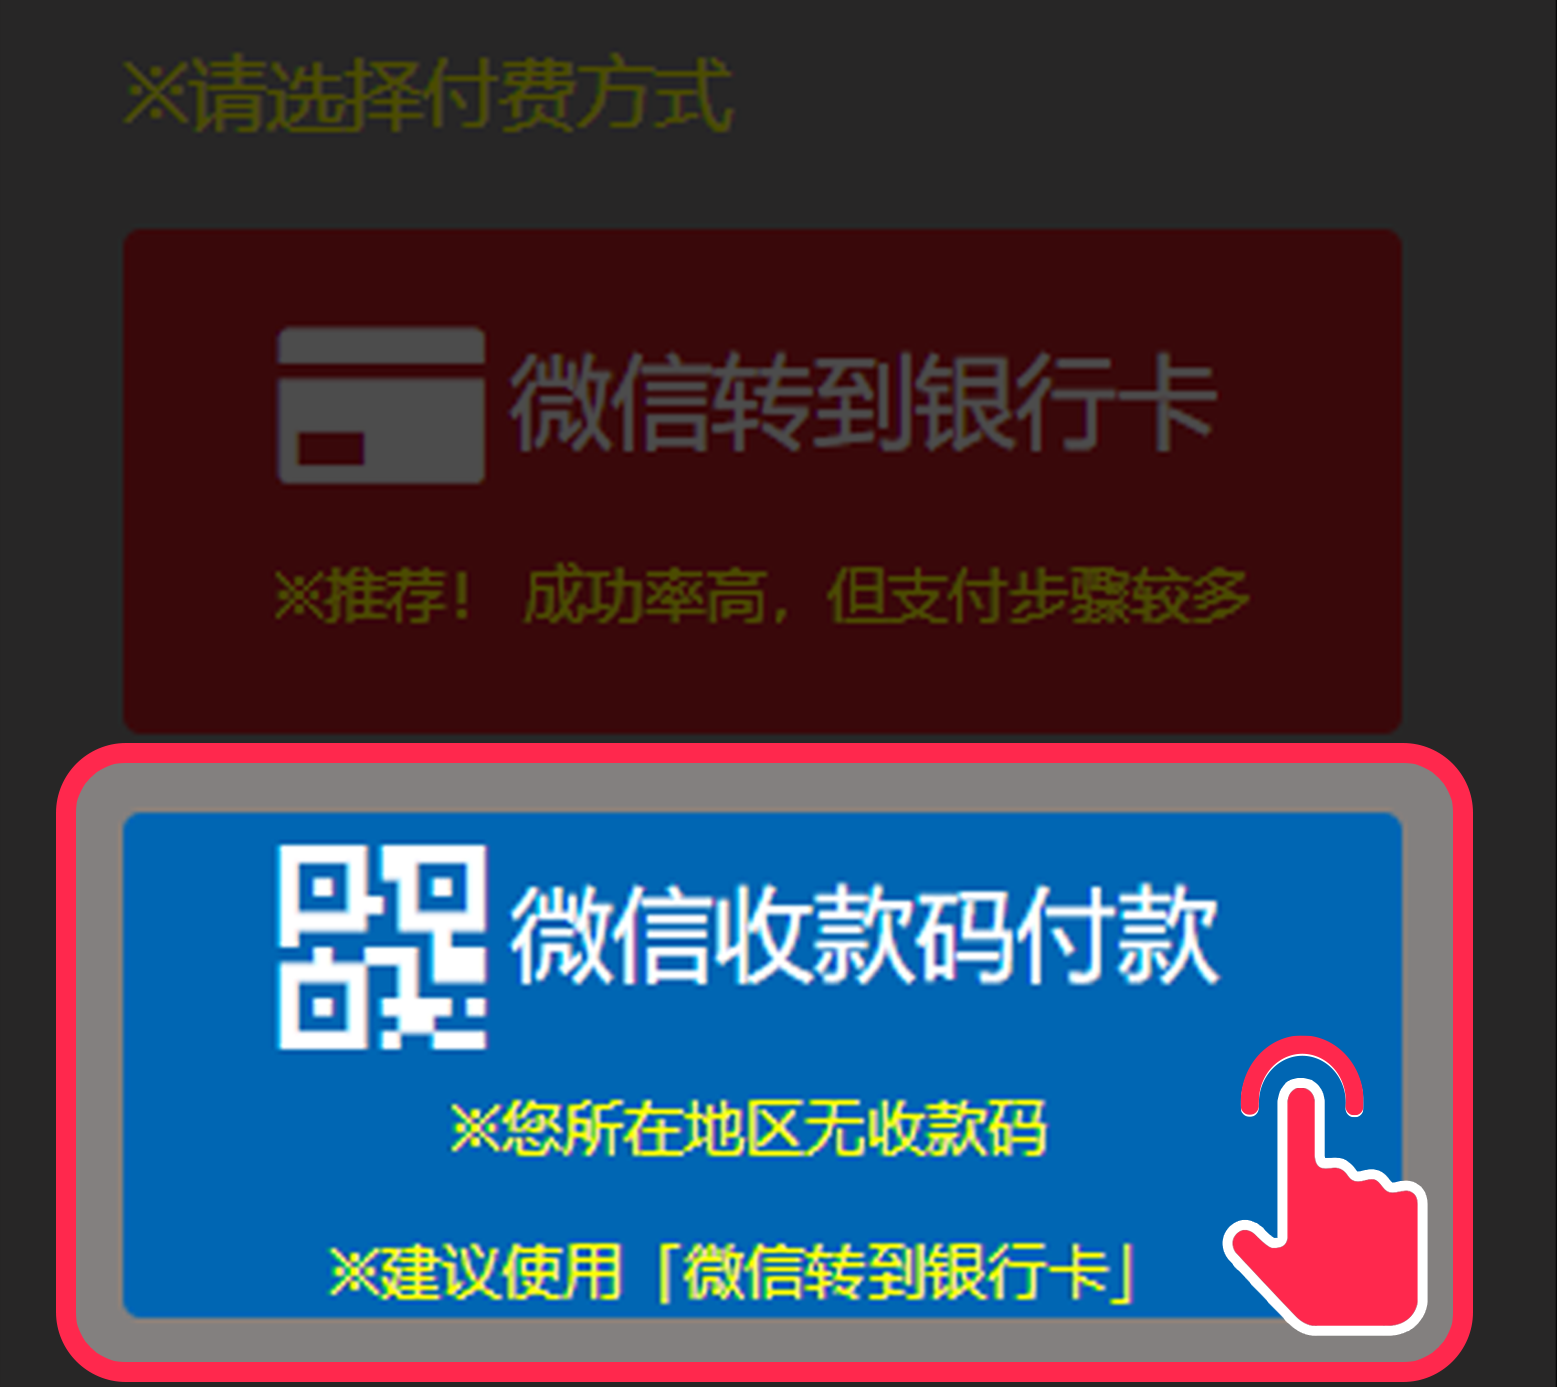 ※请选择付费方式
微信转到银行卡
※推荐！ 成功率高，但支付步骤较多
微信收款码付款
※您所在地区无收款码
※建议使用「微信转到银行卡」